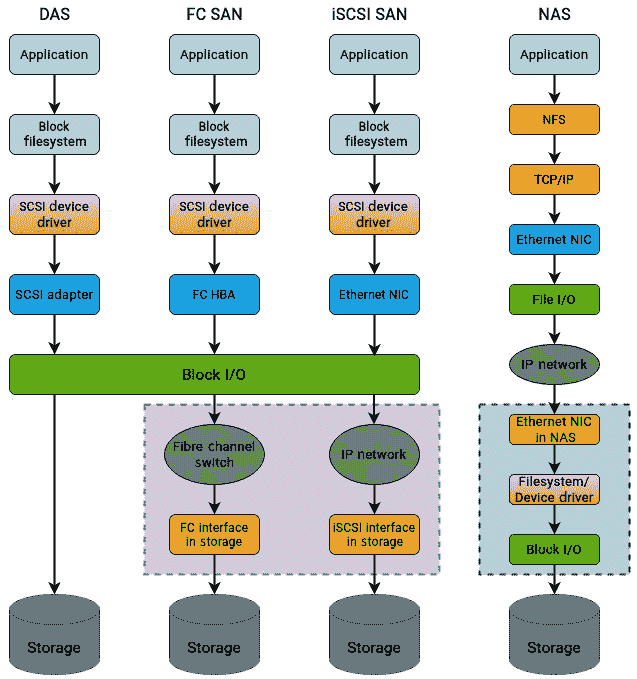 DAS
FC SAN
iSCSI SAN
NAS
Application
Application
Application
Application
Block
filesystem
Block
filesystem
Block
filesystem
NFS
SCSI device
driver
SCSI device
driver
SCSI device
driver
TCP/IP
SCSI adapter
FC HBA
Ethernet NIC
Ethernet NIC
File I/O
Block I/O
IP network
Fibre channel
switch
IP network
Ethernet NIC
in NAS
FC interface
in storage
iSCSI interface
in storage
Filesystem/
Device driver
Block I/O
Storage
Storage
Storage
Storage